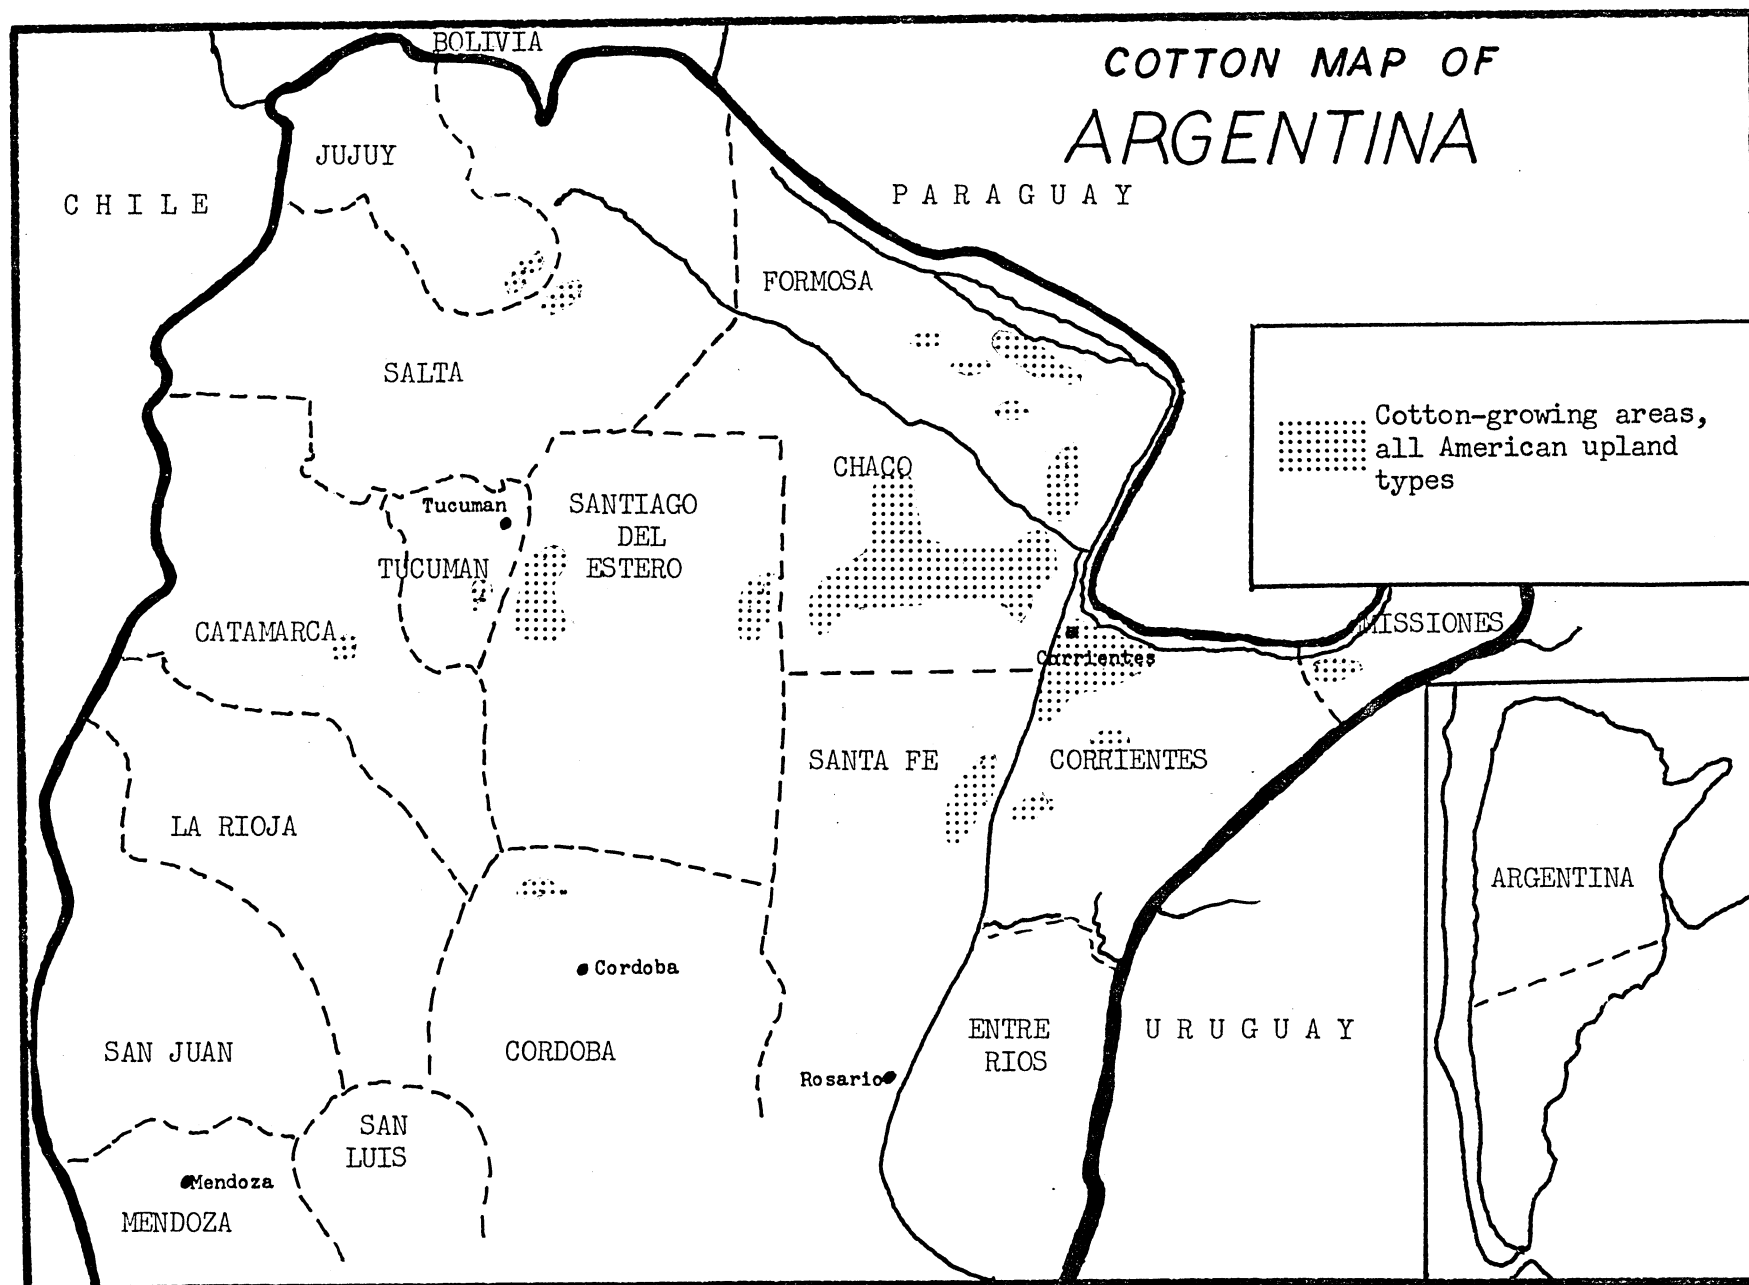 BOLIVIA
COTTON MAP OF
ARGENTINA
JUJUY
CHILE
PARAGUAY
FORMOSA
SALTA
Cotton-growing areas,
all American upland
types
CHACO
Tucuman
SANTIAGO
DEL
ESTERO
TUCUMAN
CATAMARCA
MISSIONES
Corrientes
SANTA FE
CORRIENTES
LA RIOJA
ARGENTINA
Cordoba
ENTRE
RIOS
URUGUAY
SAN JUAN
CORDOBA
Rosario
SAN
LUIS
Mendoza
MENDOZA